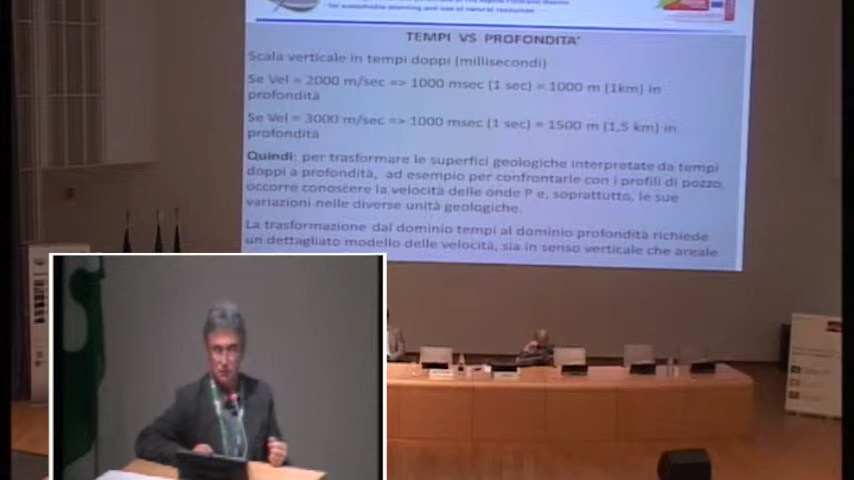 for sustainable planning and use of natural resources
TEMPI VS PROFONDITA'
Scala verticale in tempi doppi (millisecondi)
Se Vel = 2000 m/sec => 1000 msec (1 sec) = 1000 m (1km) in
profondità
Se Vel = 3000 m/sec => 1000 msec (1 sec) = 1500 m (1,5 km) in
profondità
Quindi: per trasformare le superfici geologiche interpretate da tempi
doppi a profondità, ad esempio per confrontarle con i profili di pozzo,
occorre conoscere la velocità delle onde P e, soprattutto, le sue
variazioni nelle diverse unità geologiche.
La trasformazione dal dominio tempi al dominio profondità richiede
un dettagliato modello delle velocità, sia in senso verticale che areale